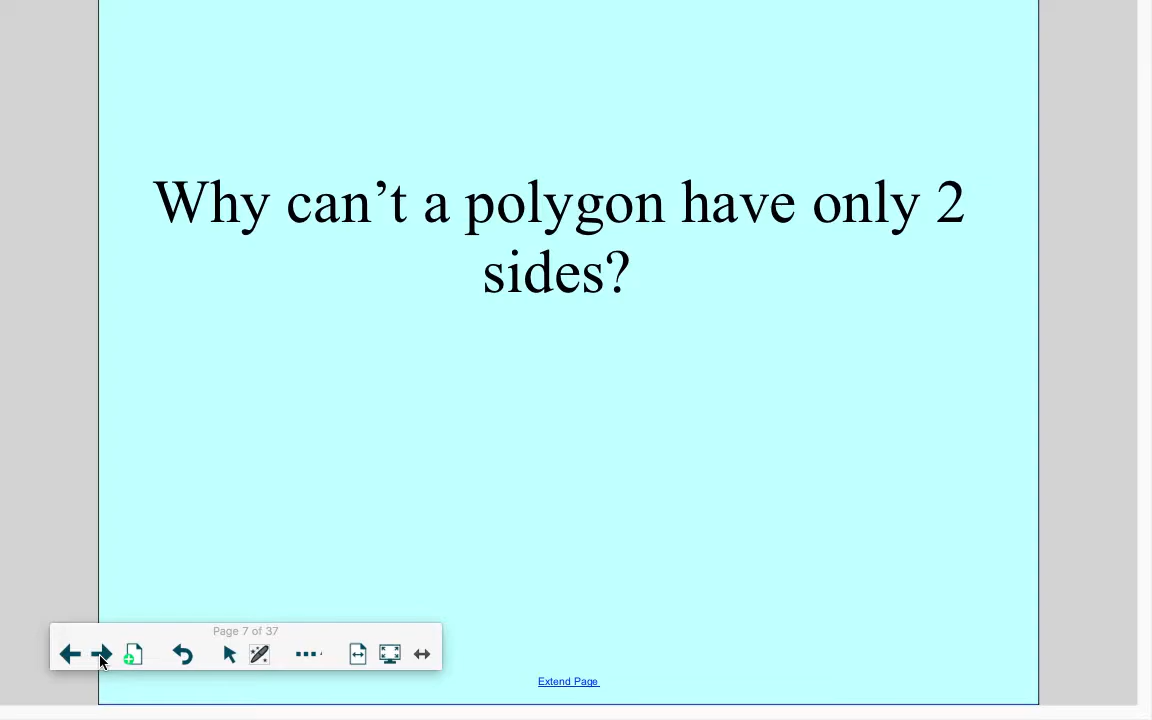 Why can’t a polygon have only 2
sides?
Page 7 of 37
Extend Page